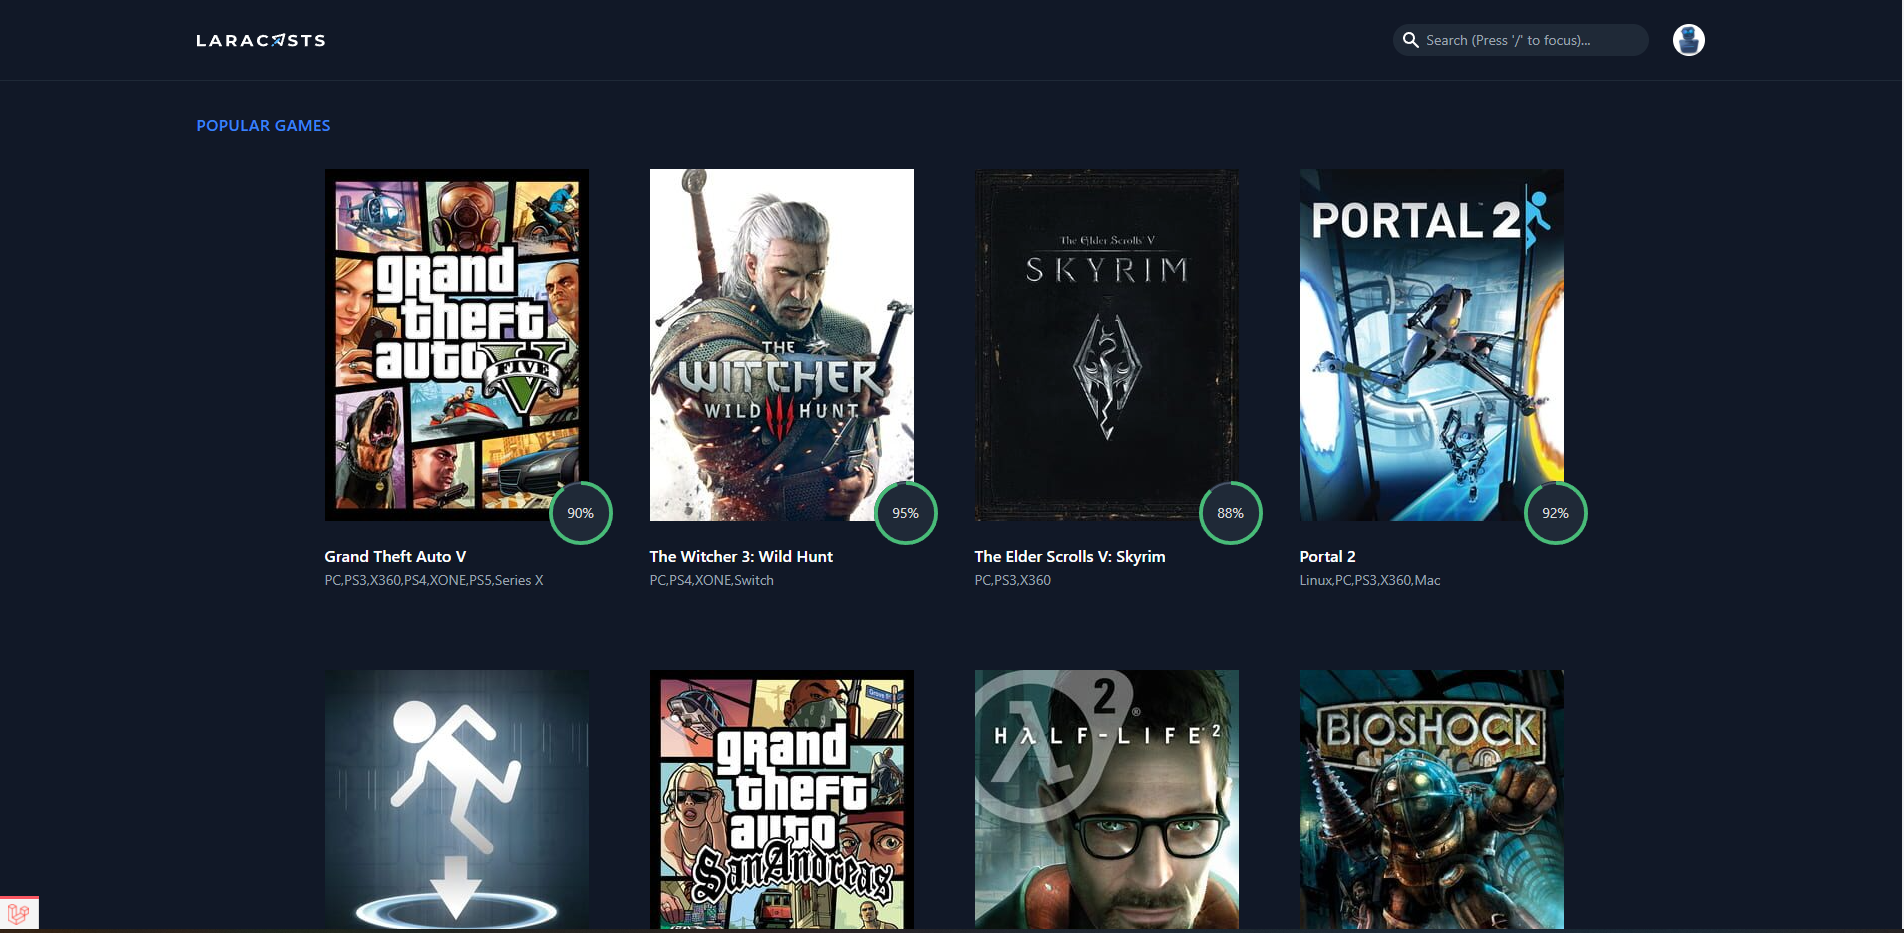 LARACASTS
Search (Press '/' to focus)...
POPULAR GAMES
grand
theft
auto
V
FIVE
THE
WITCHER
WILD HUNT
The Elder Scrolls V
SKYRIM
PORTAL 2
90%
95%
88%
92%
Grand Theft Auto V
The Witcher 3: Wild Hunt
The Elder Scrolls V: Skyrim
Portal 2
PC,PS3,X360,PS4,XONE,PS5,Series X
PC,PS4,XONE,Switch
PC,PS3,X360
Linux,PC,PS3,X360,Mac
grand
theft
auto
San Andreas
2
HλLF-LIFE 2
BIOSHOCK